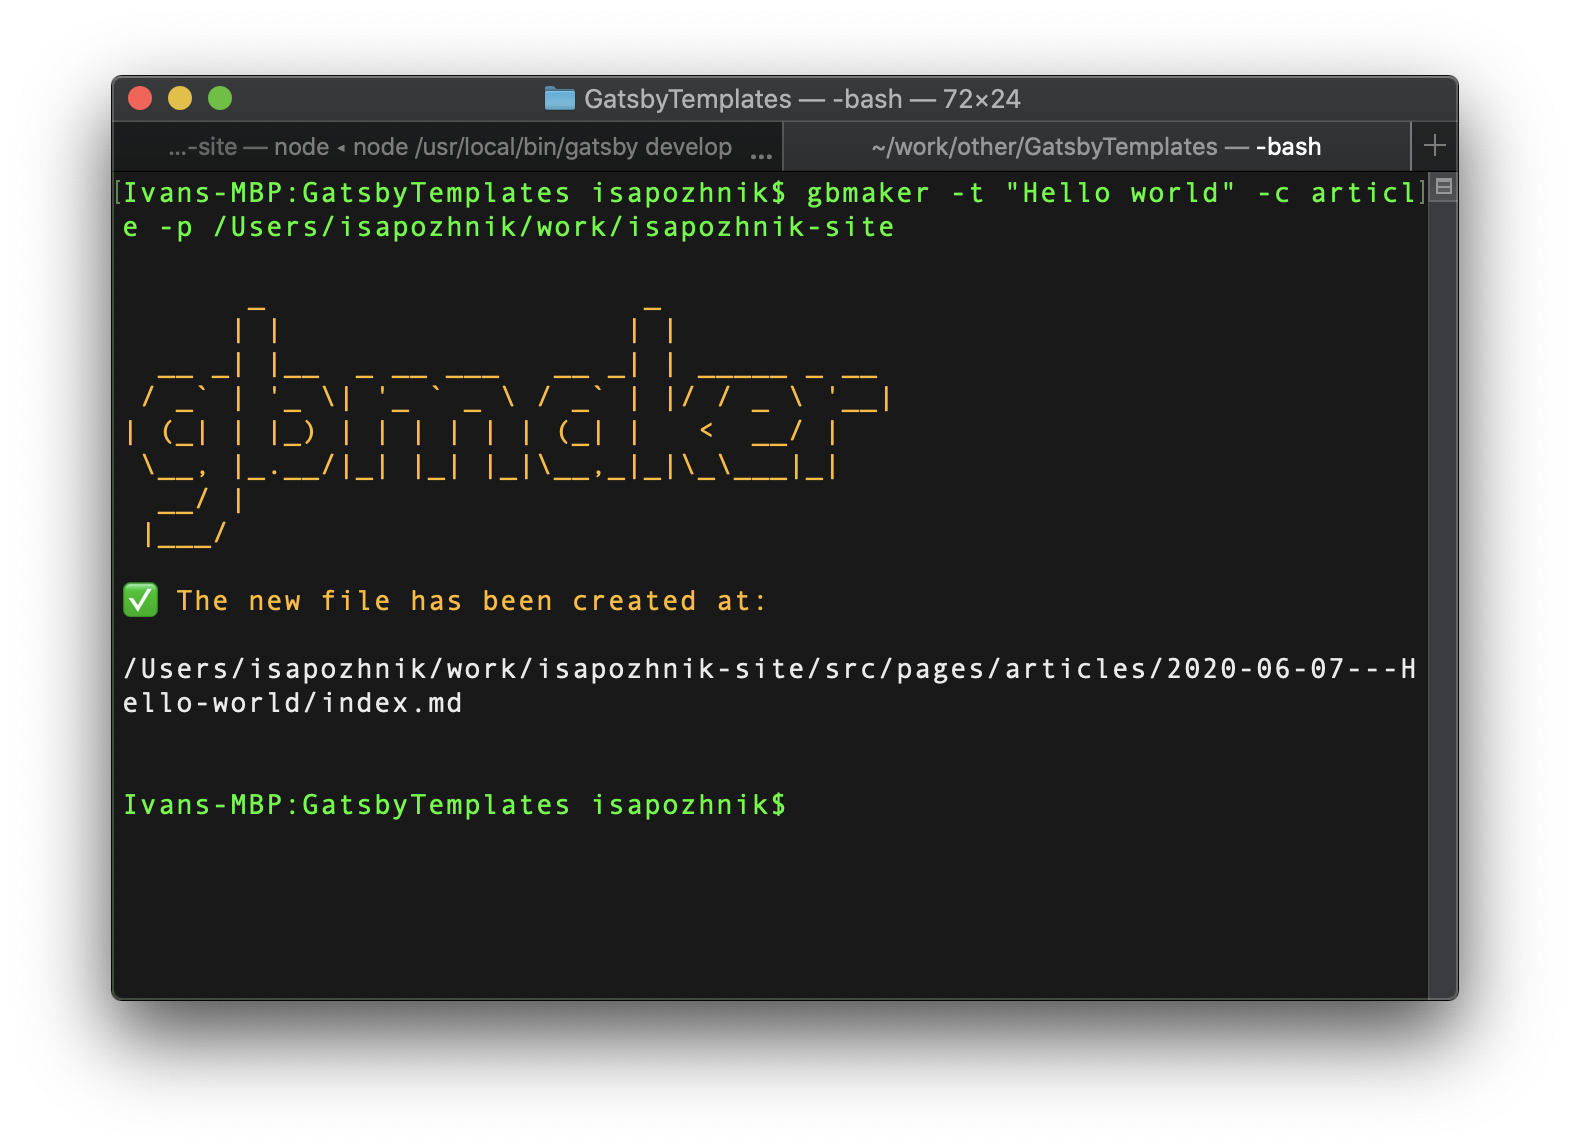 GatsbyTemplates — -bash — 72×24
...-site — node ◂ node /usr/local/bin/gatsby develop ...
~/work/other/GatsbyTemplates — -bash
[Ivans-MBP:GatsbyTemplates isapozhnik$ gbmaker -t "Hello world" -c articl]
e -p /Users/isapozhnik/work/isapozhnik-site
gbmaker
✅ The new file has been created at:
/Users/isapozhnik/work/isapozhnik-site/src/pages/articles/2020-06-07---H
ello-world/index.md
Ivans-MBP:GatsbyTemplates isapozhnik$